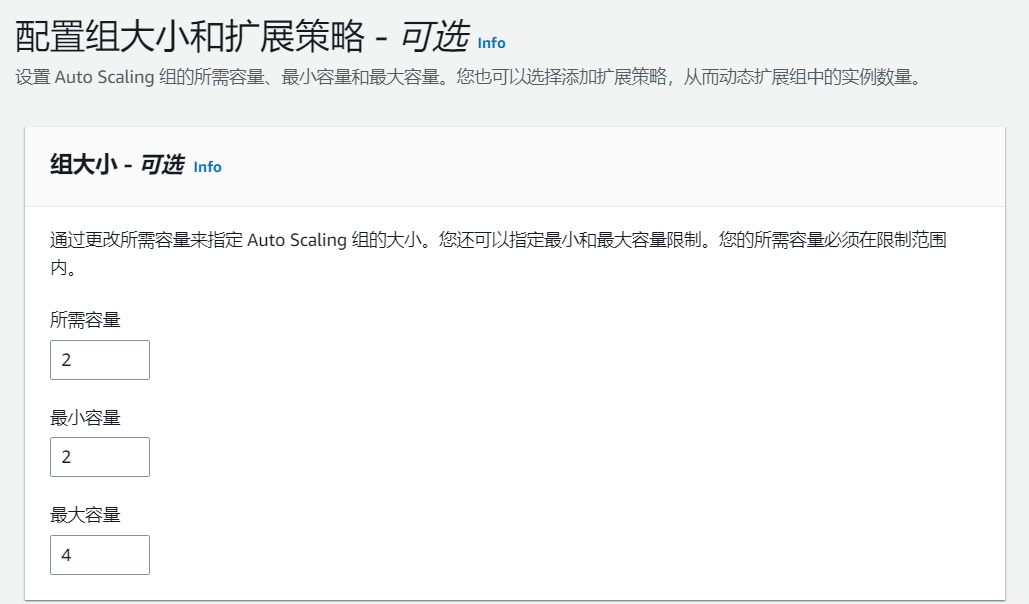 配置组大小和扩展策略 - 可选 Info
设置 Auto Scaling 组的所需容量、最小容量和最大容量。您也可以选择添加扩展策略，从而动态扩展组中的实例数量。
组大小 - 可选 Info
通过更改所需容量来指定 Auto Scaling 组的大小。您还可以指定最小和最大容量限制。您的所需容量必须在限制范围
内。
所需容量
2
最小容量
2
最大容量
4